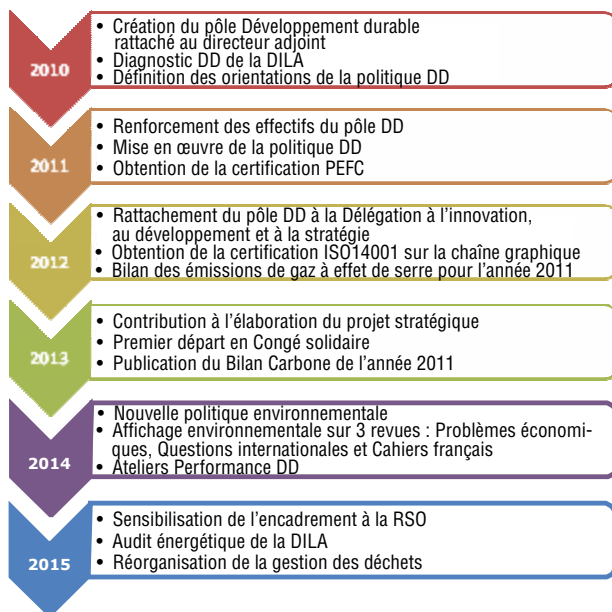 2010
• Création du pôle Développement durable
rattaché au directeur adjoint
• Diagnostic DD de la DILA
• Définition des orientations de la politique DD
2011
• Renforcement des effectifs du pôle DD
• Mise en œuvre de la politique DD
• Obtention de la certification PEFC
2012
• Rattachement du pôle DD à la Délégation à l’innovation,
au développement et à la stratégie
• Obtention de la certification ISO14001 sur la chaîne graphique
• Bilan des émissions de gaz à effet de serre pour l’année 2011
2013
• Contribution à l’élaboration du projet stratégique
• Premier départ en Congé solidaire
• Publication du Bilan Carbone de l’année 2011
2014
• Nouvelle politique environnementale
• Affichage environnementale sur 3 revues : Problèmes économi-
ques, Questions internationales et Cahiers français
• Ateliers Performance DD
2015
• Sensibilisation de l’encadrement à la RSO
• Audit énergétique de la DILA
• Réorganisation de la gestion des déchets